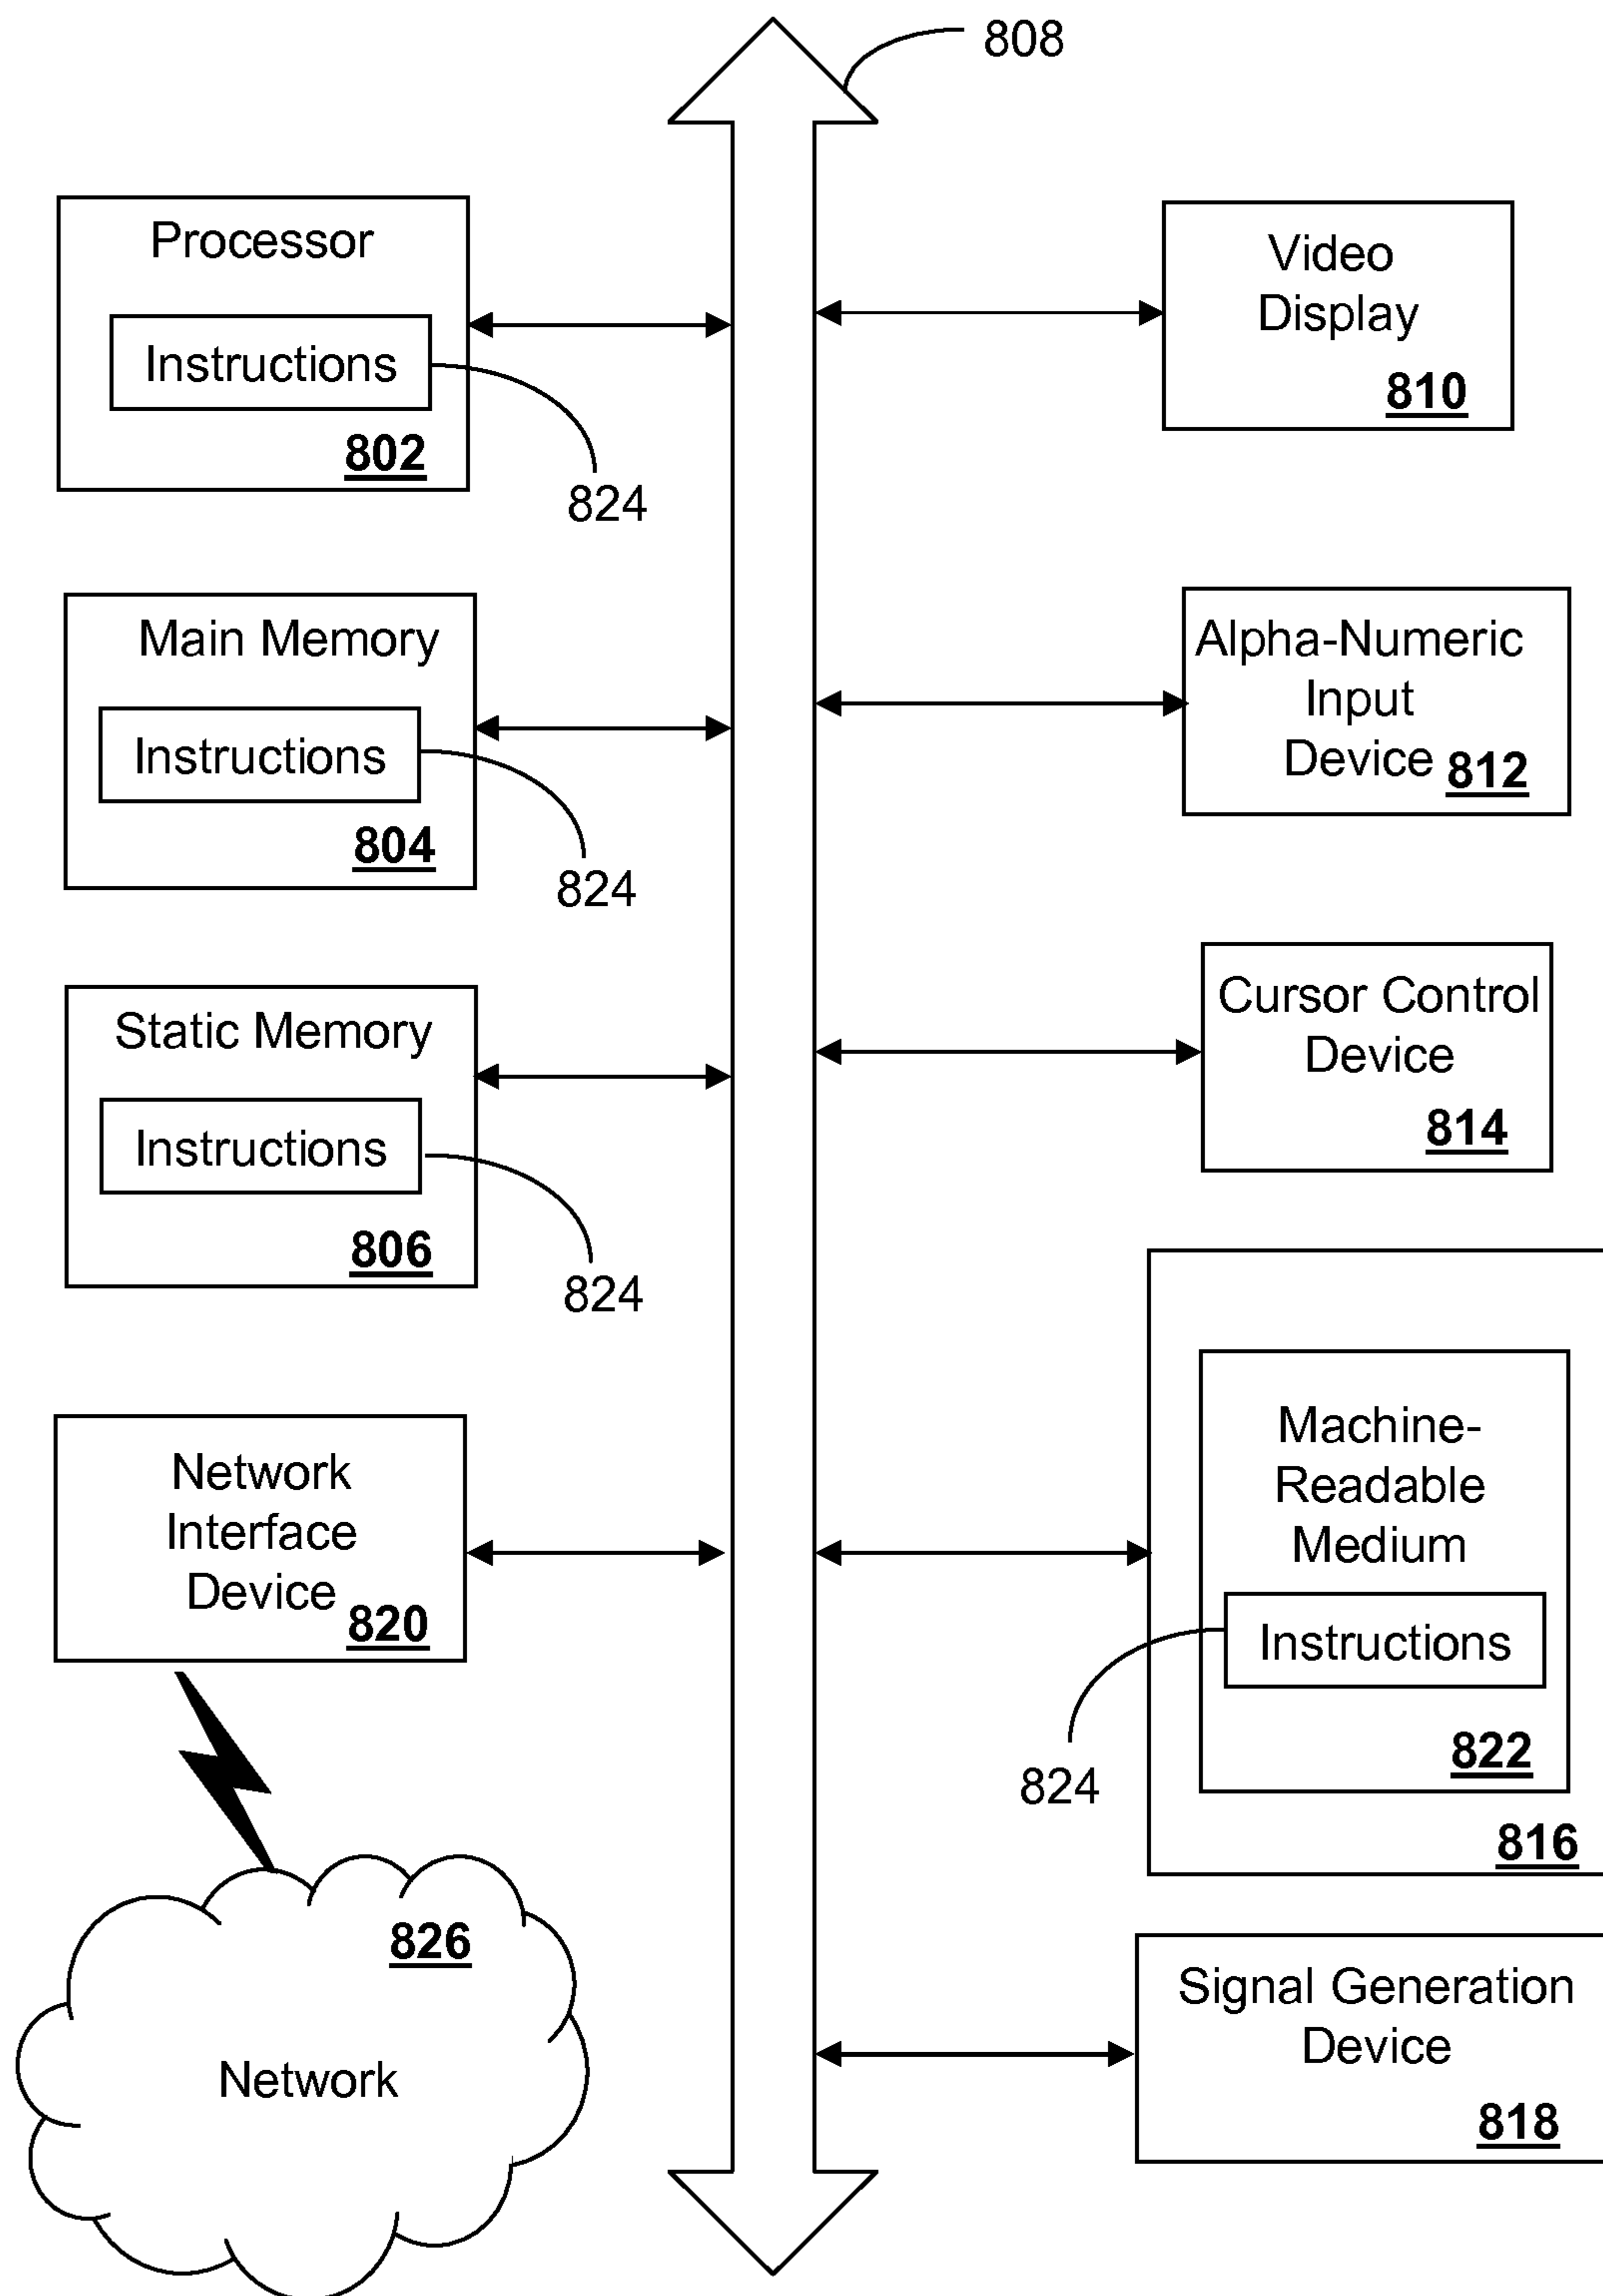 808
Processor
Instructions
802
824
Main Memory
Instructions
804
824
Static Memory
Instructions
806
824
Network
Interface
Device
820
826
Network
Video
Display
810
Alpha-Numeric
Input
Device 812
Cursor Control
Device
814
Machine-
Readable
Medium
Instructions
824
822
816
Signal Generation
Device
818